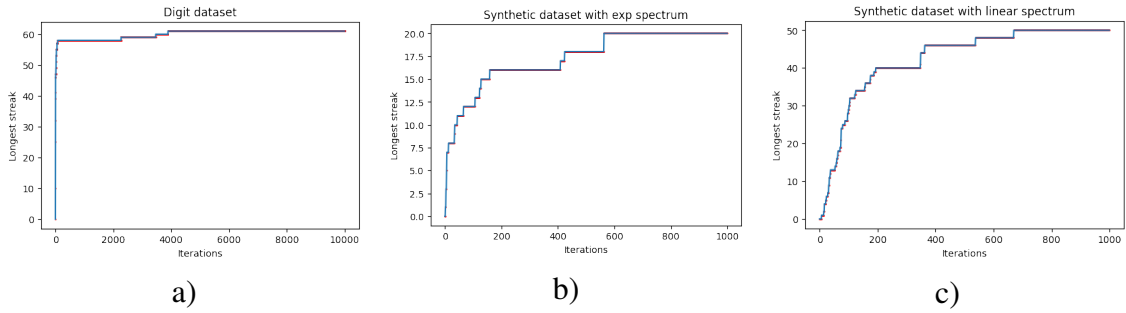 Digit dataset
60
50
40
30
20
10
0
Longest streak
0 2000 4000 6000 8000 10000
Iterations
a)
Synthetic dataset with exp spectrum
20.0
17.5
15.0
12.5
10.0
7.5
5.0
2.5
0.0
Longest streak
0 200 400 600 800 1000
Iterations
b)
Synthetic dataset with linear spectrum
50
40
30
20
10
0
Longest streak
0 200 400 600 800 1000
Iterations
c)